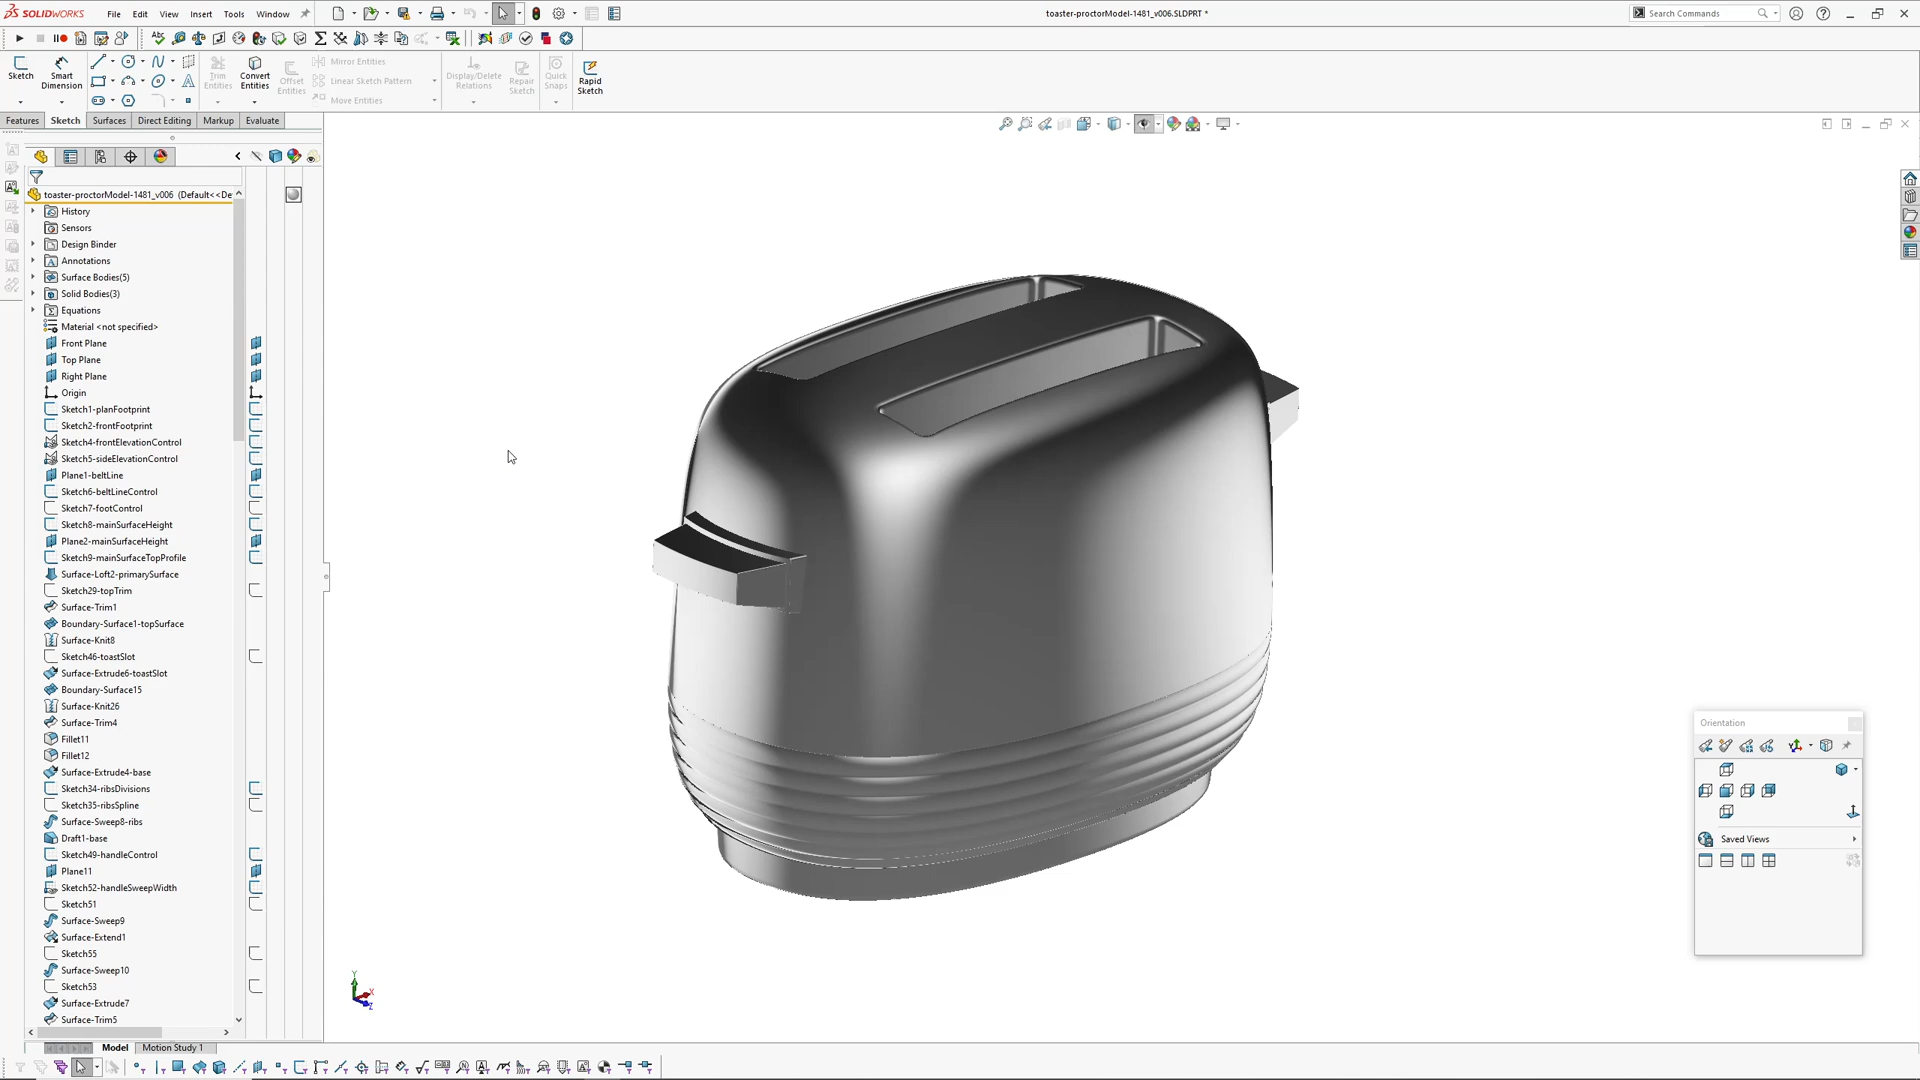 SOLIDWORKS File Edit View Insert Tools Window
toaster-proctorModel-1481_v006.SLDPRT *
Search Commands
Sketch
Smart
Dimension
Trim
Entities
Convert
Entities
Offset
Entities
Mirror Entities
Linear Sketch Pattern
Move Entities
Display/Delete
Relations
Repair
Sketch
Quick
Snaps
Rapid
Sketch
Features Sketch Surfaces Direct Editing Markup Evaluate
toaster-proctorModel-1481_v006 (Default<<De
History
Sensors
Design Binder
Annotations
Surface Bodies(5)
Solid Bodies(3)
Equations
Material <not specified>
Front Plane
Top Plane
Right Plane
Origin
Sketch1-planFootprint
Sketch2-frontFootprint
Sketch4-frontElevationControl
Sketch5-sideElevationControl
Plane1-beltLine
Sketch6-beltLineControl
Sketch7-footControl
Sketch8-mainSurfaceHeight
Plane2-mainSurfaceHeight
Sketch9-mainSurfaceTopProfile
Surface-Loft2-primarySurface
Sketch29-topTrim
Surface-Trim1
Boundary-Surface1-topSurface
Surface-Knit8
Sketch46-toastSlot
Surface-Extrude6-toastSlot
Boundary-Surface15
Surface-Knit26
Surface-Trim4
Fillet11
Fillet12
Surface-Extrude4-base
Sketch34-ribsDivisions
Sketch35-ribsSpline
Surface-Sweep8-ribs
Draft1-base
Sketch49-handleControl
Plane11
Sketch52-handleSweepWidth
Sketch51
Surface-Sweep9
Surface-Extend1
Sketch55
Surface-Sweep10
Sketch53
Surface-Extrude7
Surface-Trim5
Orientation
Saved Views
Y
X
Z
Model Motion Study 1